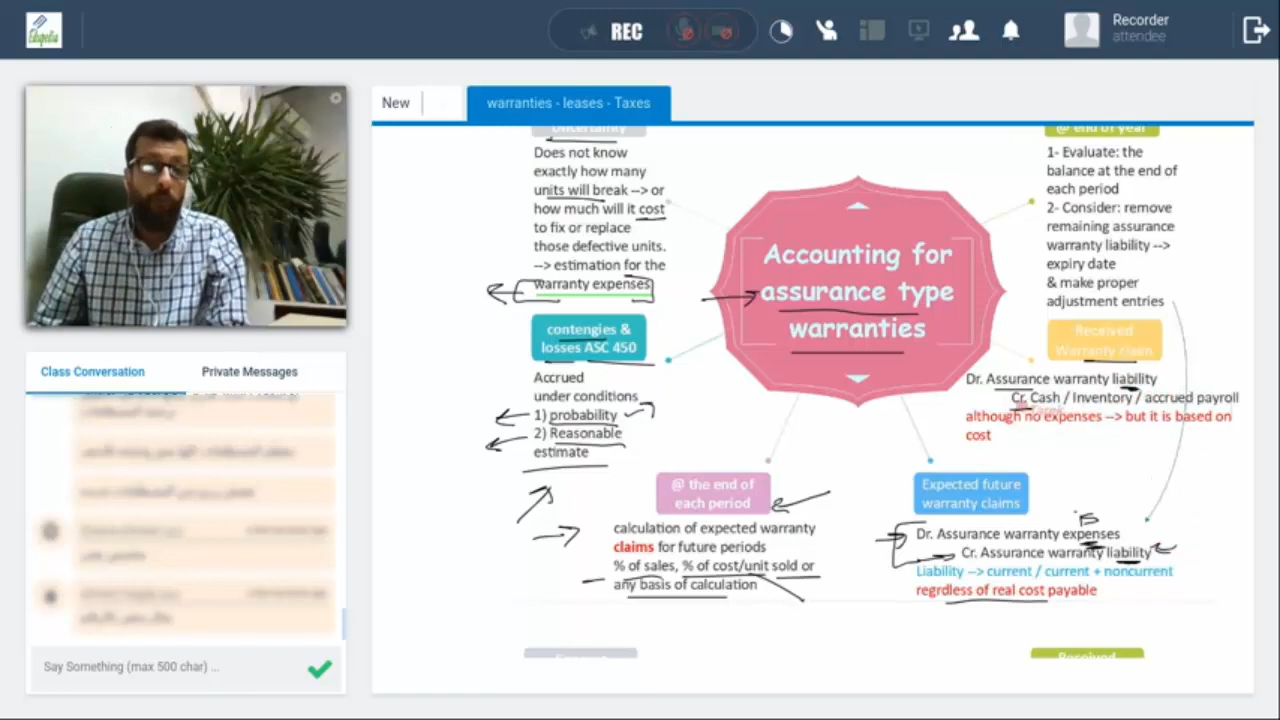 Edupedia
REC
Recorder
attendee
Class Conversation
Private Messages
Say Something (max 500 char) ...
New
warranties - leases - Taxes
Uncertainty
Does not know
exactly how many
units will break --> or
how much will it cost
to fix or replace
those defective units.
--> estimation for the
warranty expenses
contengies &
losses ASC 450
Accrued
under conditions
1) probability
2) Reasonable
estimate
Accounting for
assurance type
warranties
@ end of year
1- Evaluate: the
balance at the end of
each period
2- Consider: remove
remaining assurance
warranty liability -->
expiry date
& make proper
adjustment entries
Received
Warranty claim
Dr. Assurance warranty liability
Cr. Cash / Inventory / accrued payroll
although no expenses --> but it is based on
cost
@ the end of
each period
calculation of expected warranty
claims for future periods
% of sales, % of cost/unit sold or
any basis of calculation
Expected future
warranty claims
IS
Dr. Assurance warranty expenses
Cr. Assurance warranty liability
Liability --> current / current + noncurrent
regrdless of real cost payable
Received